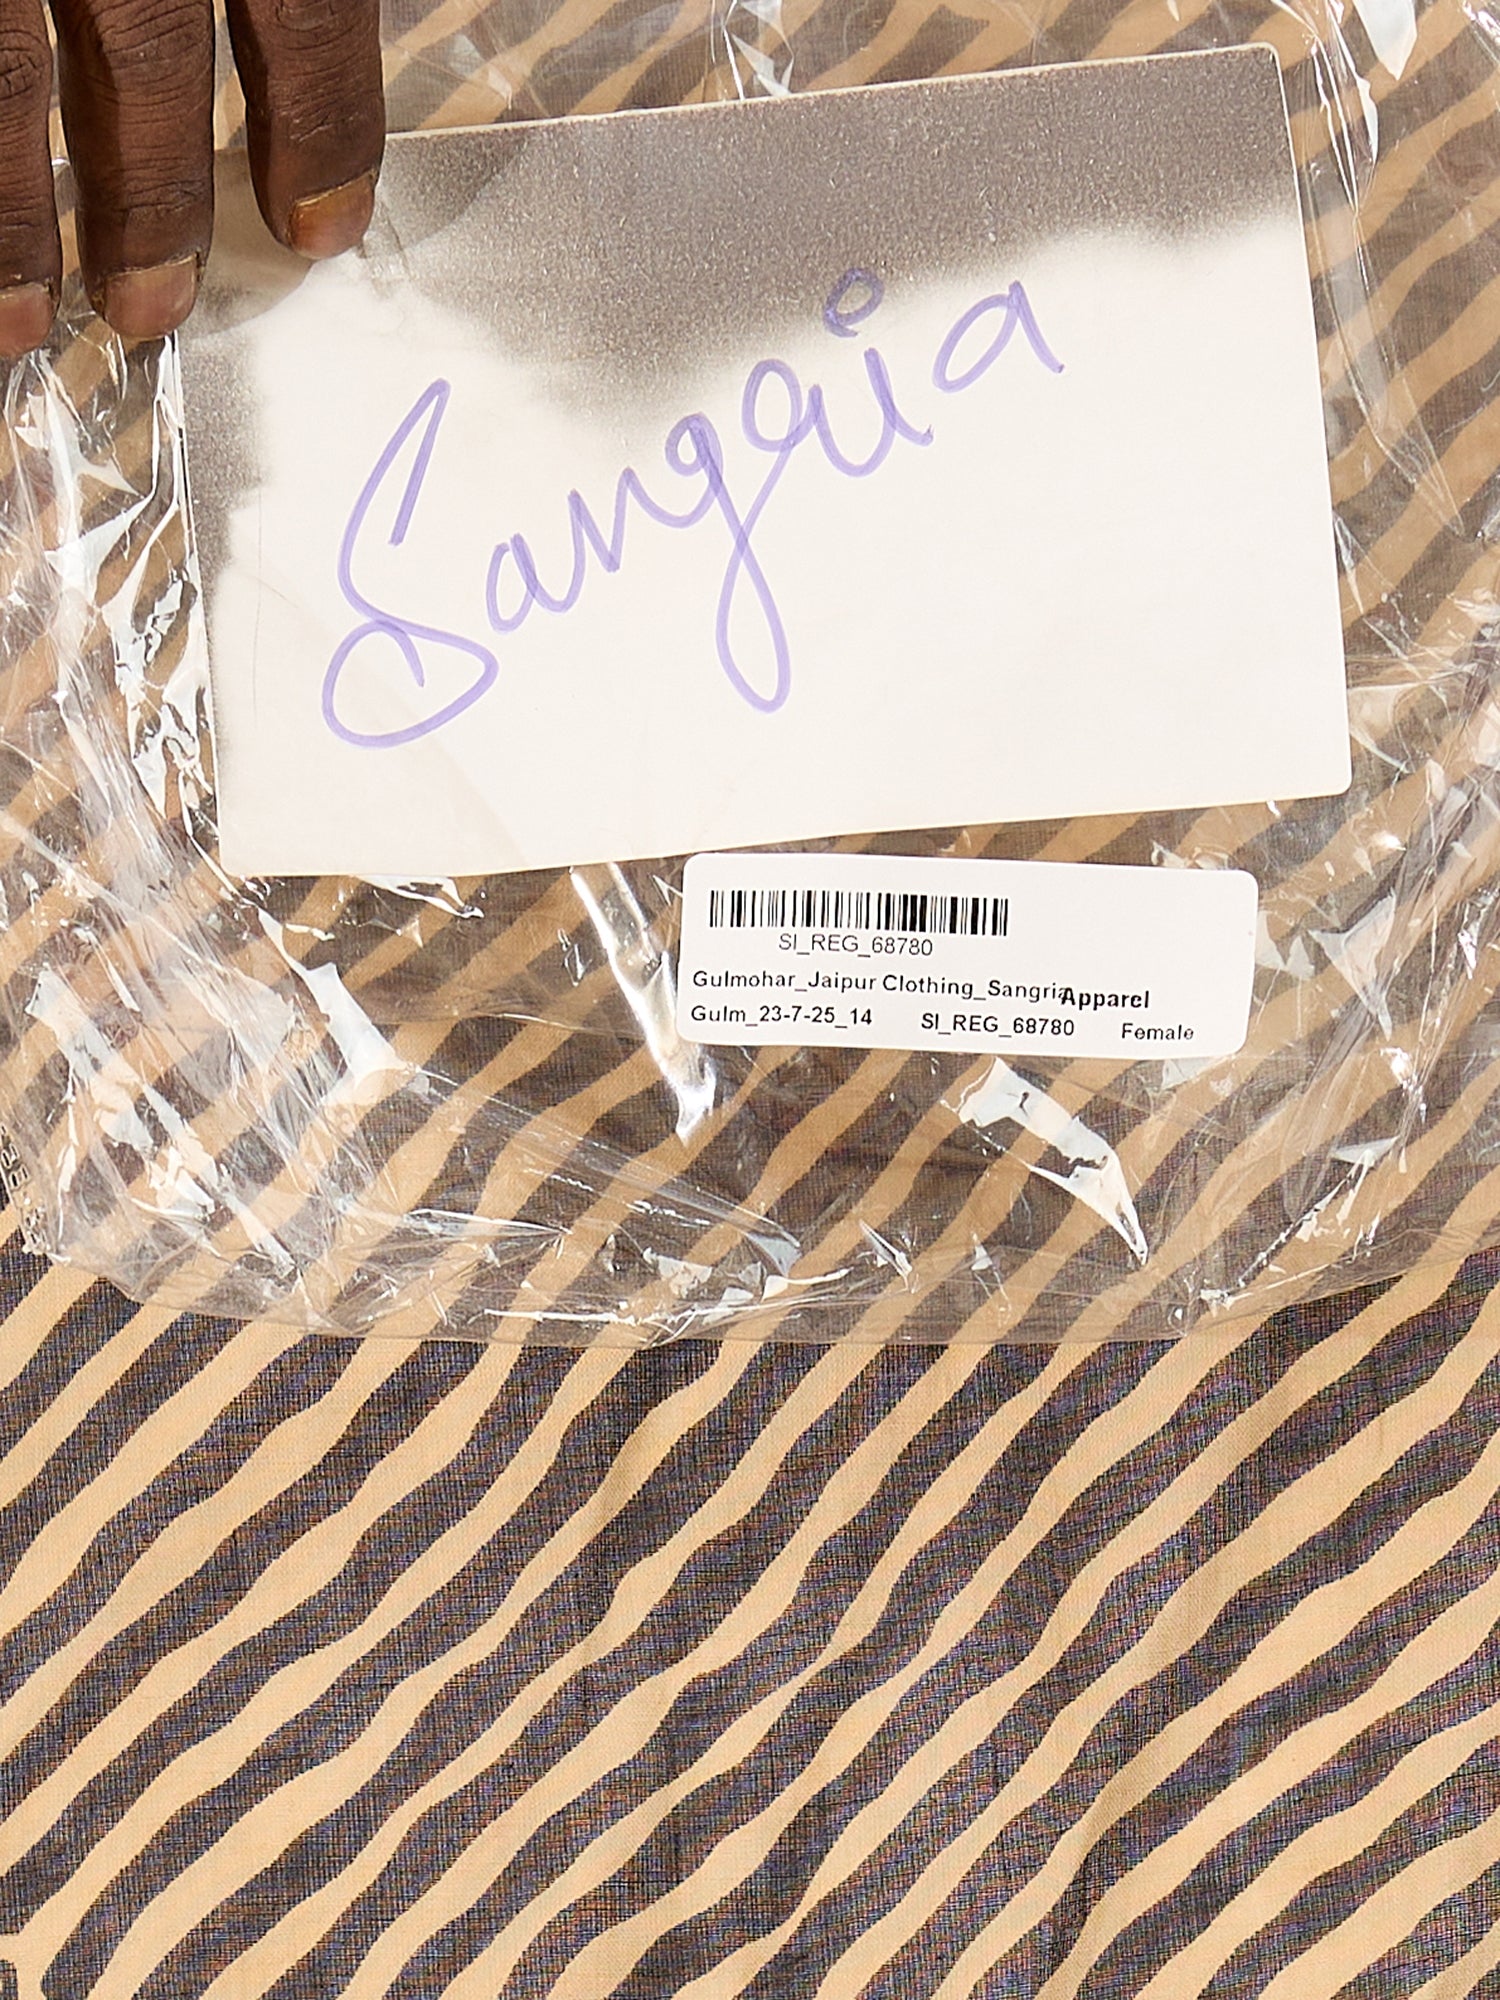 Sangria
SI_REG_68780
Gulmohar_Jaipur Clothing_Sangria Apparel
Gulm_23-7-25_14 SI_REG_68780 Female